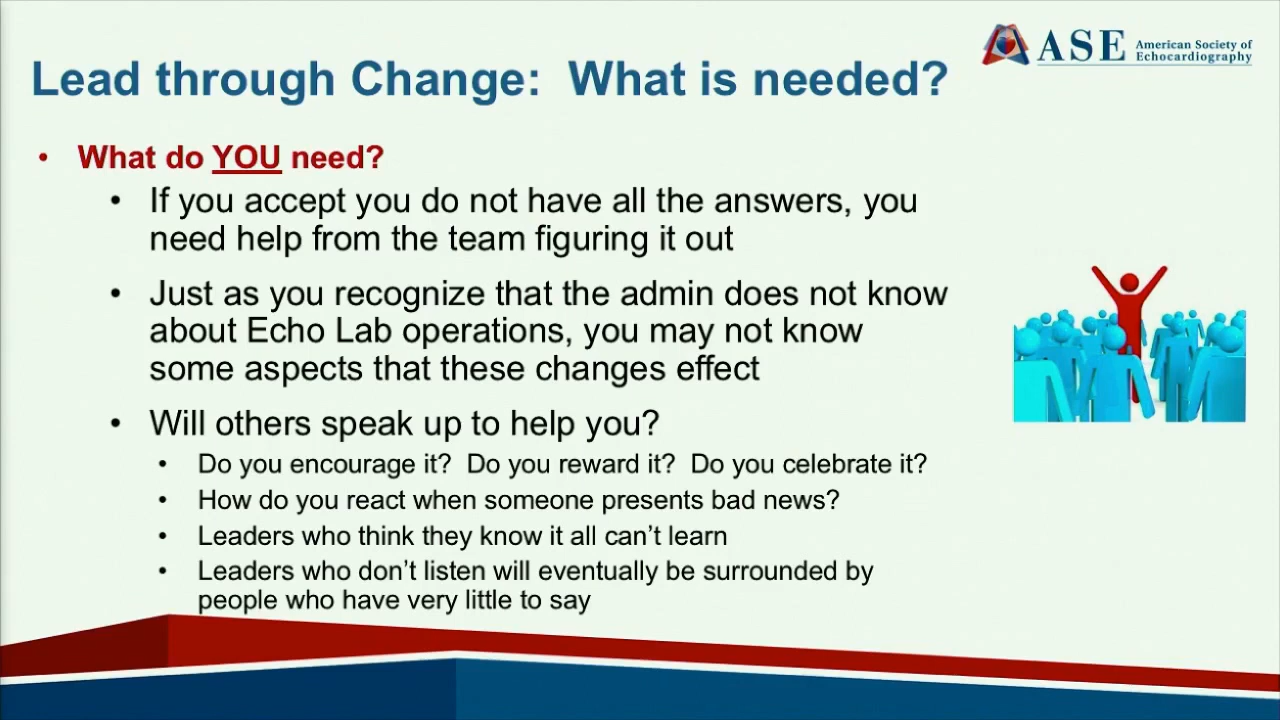 ASE American Society of
Echocardiography
Lead through Change: What is needed?
• What do YOU need?
• If you accept you do not have all the answers, you
need help from the team figuring it out
• Just as you recognize that the admin does not know
about Echo Lab operations, you may not know
some aspects that these changes effect
• Will others speak up to help you?
• Do you encourage it? Do you reward it? Do you celebrate it?
• How do you react when someone presents bad news?
• Leaders who think they know it all can’t learn
• Leaders who don’t listen will eventually be surrounded by
people who have very little to say